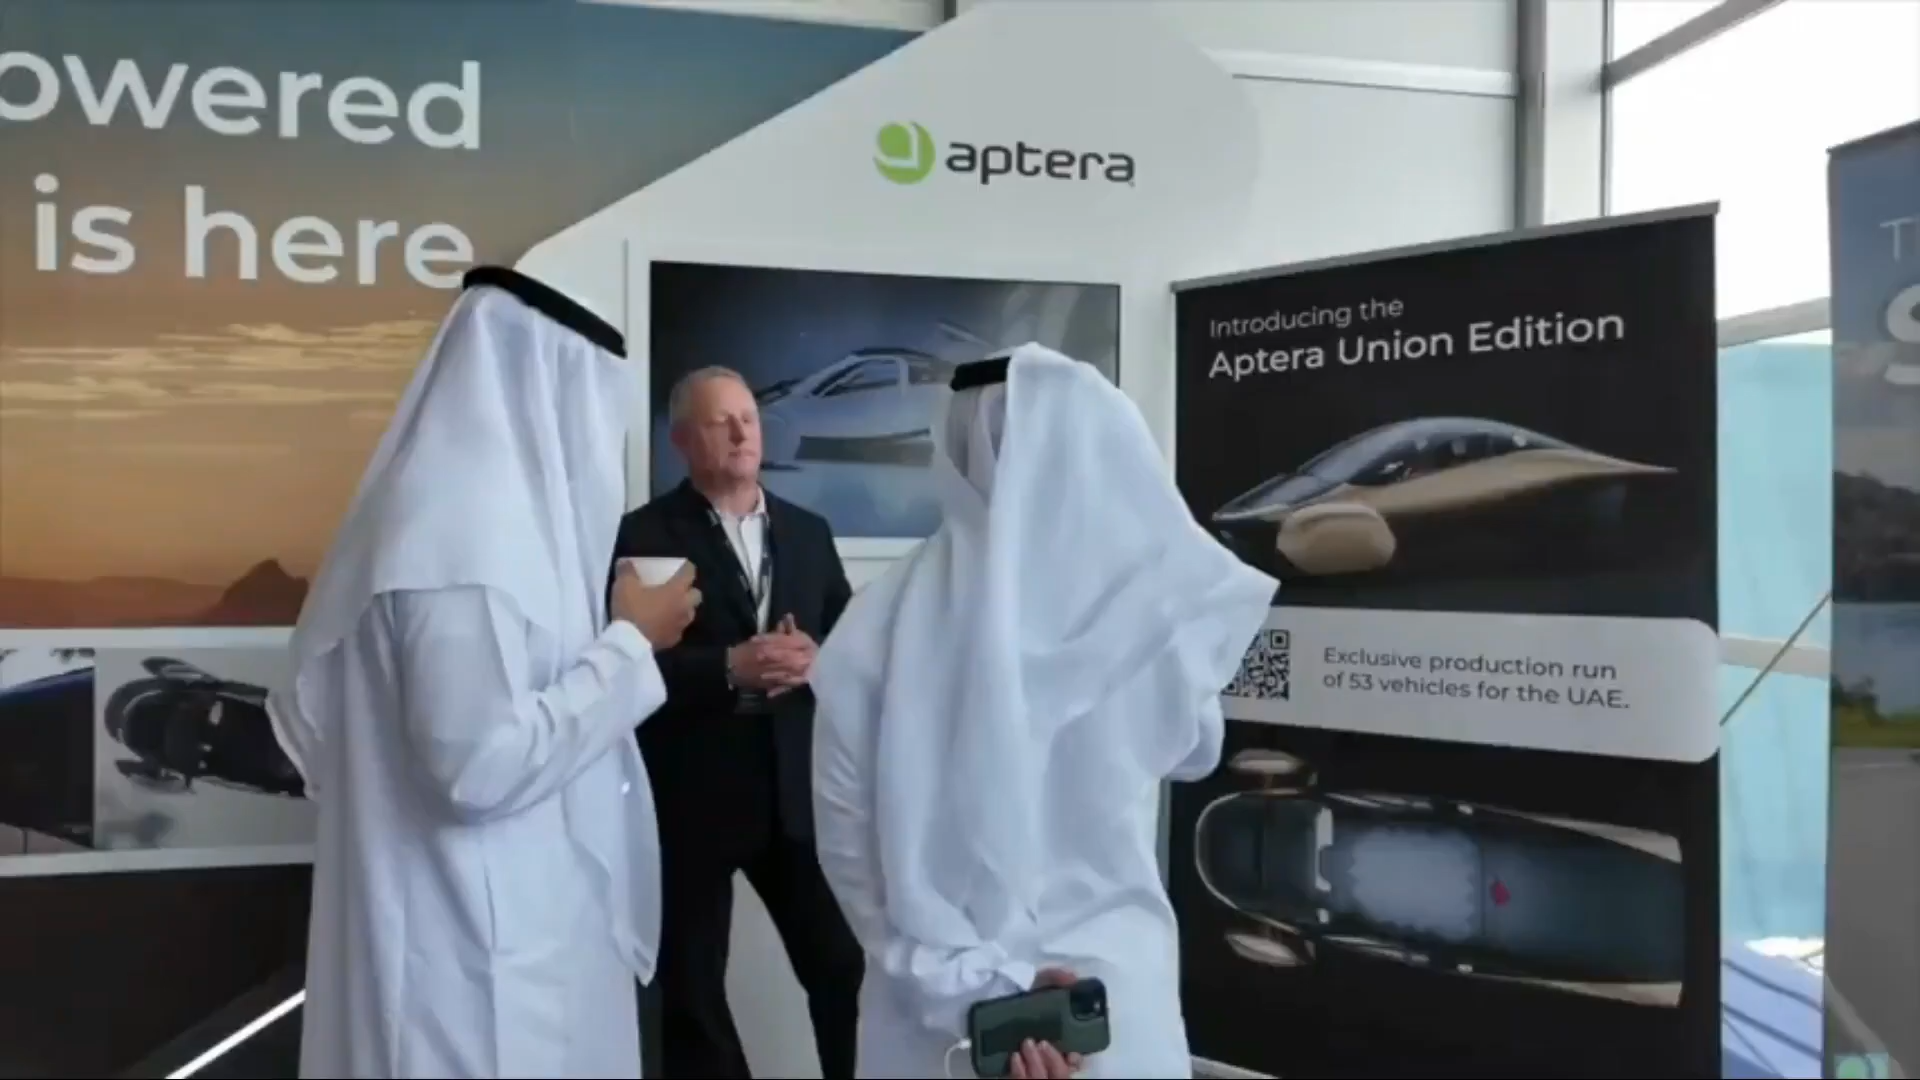 owered
is here
aptera
Introducing the
Aptera Union Edition
Exclusive production run
of 53 vehicles for the UAE.